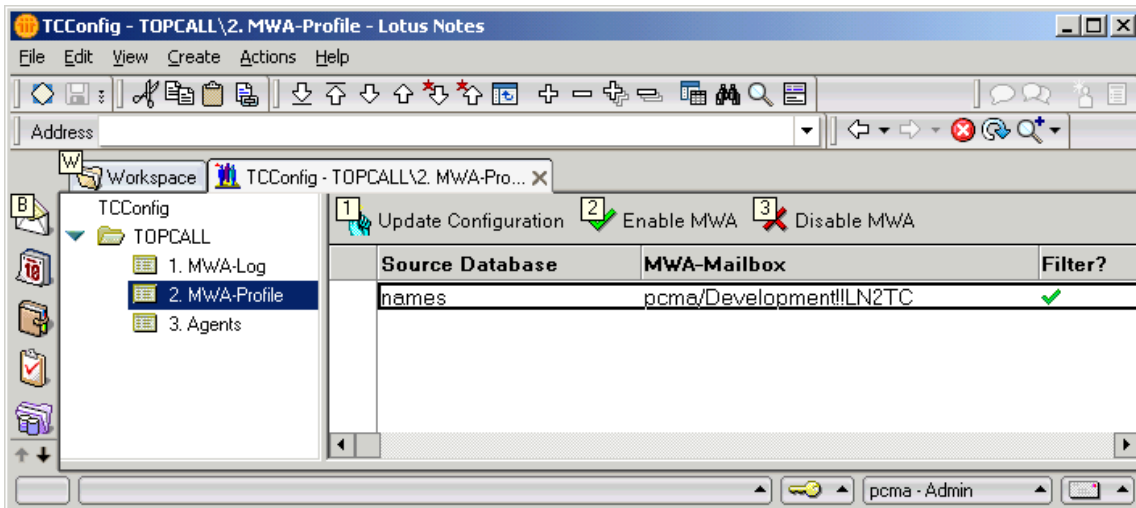 TCConfig - TOPCALL\2. MWA-Profile - Lotus Notes
File Edit View Create Actions Help
Address
W
Workspace
TCConfig - TOPCALL\2. MWA-Pro...
B
TCConfig
TOPCALL
1. MWA-Log
2. MWA-Profile
3. Agents
1 Update Configuration 2 Enable MWA 3 Disable MWA
Source Database MWA-Mailbox Filter?
names pcma/Development!!LN2TC
18
pcma - Admin